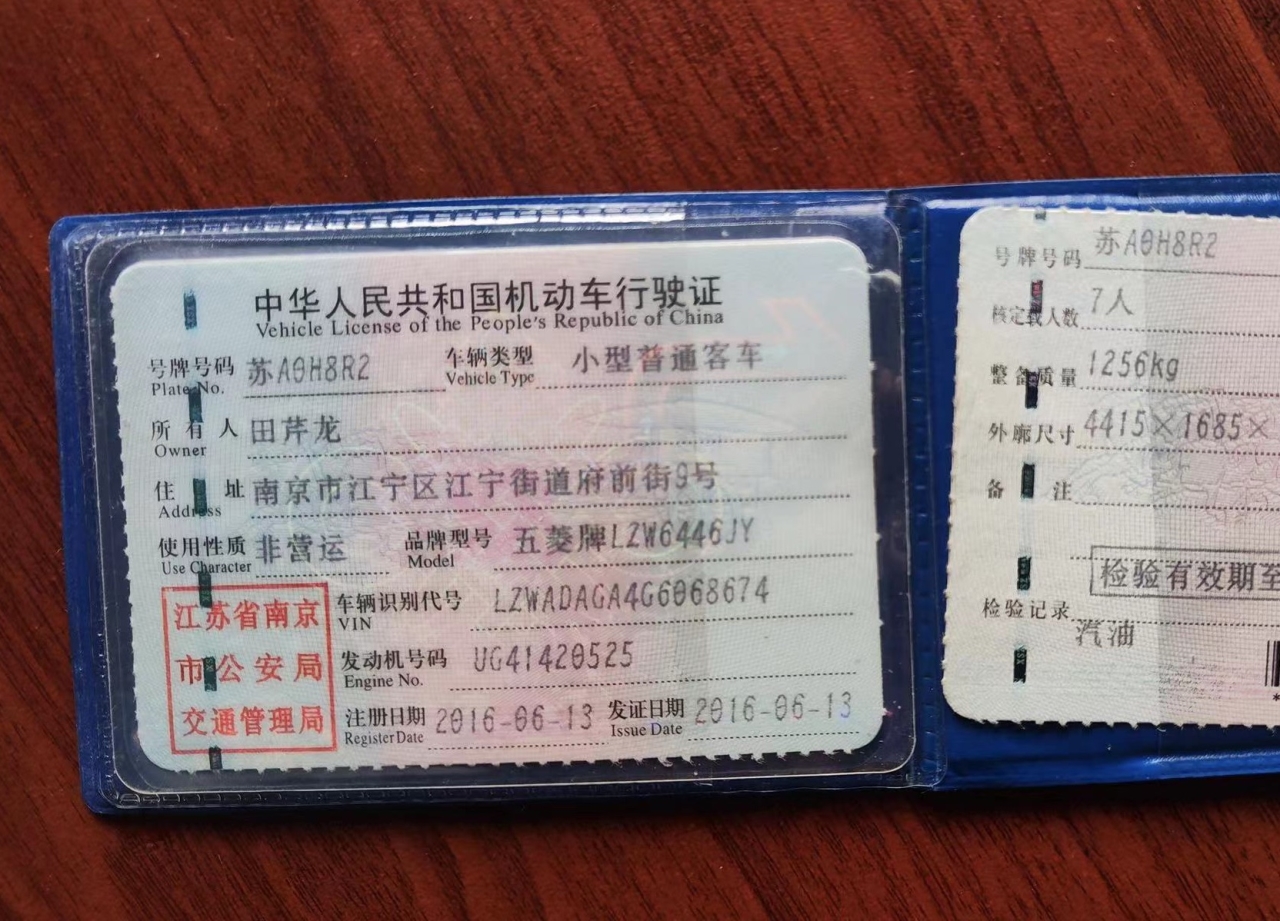 中华人民共和国机动车行驶证
Vehicle License of the People's Republic of China
号牌号码 苏A0H8R2 车辆类型 小型普通客车
Plate No. Vehicle Type
所有人 田芹龙
Owner
住址 南京市江宁区江宁街道府前街9号
Address
使用性质 非营运 品牌型号 五菱牌LZW6446JY
Use Character Model
江苏省南京
市公安局
交通管理局
车辆识别代号 LZWADAGA4G6068674
VIN
发动机号码 UG41420525
Engine No.
注册日期 2016-06-13 发证日期 2016-06-13
Register Date Issue Date
号牌号码 苏A0H8R2
核定载人数 7人
整备质量 1256kg
外廓尺寸 4415×1685×
备注
检验有效期至
检验记录
汽油